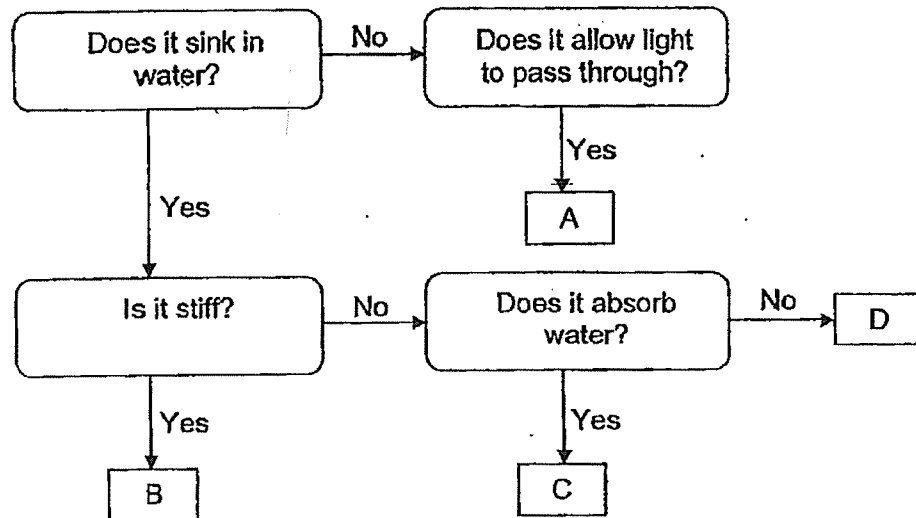 Does it sink in
water?
No
Does it allow light
to pass through?
Yes
Yes
A
Is it stiff?
No
Does it absorb
water?
No
D
Yes
Yes
B
C